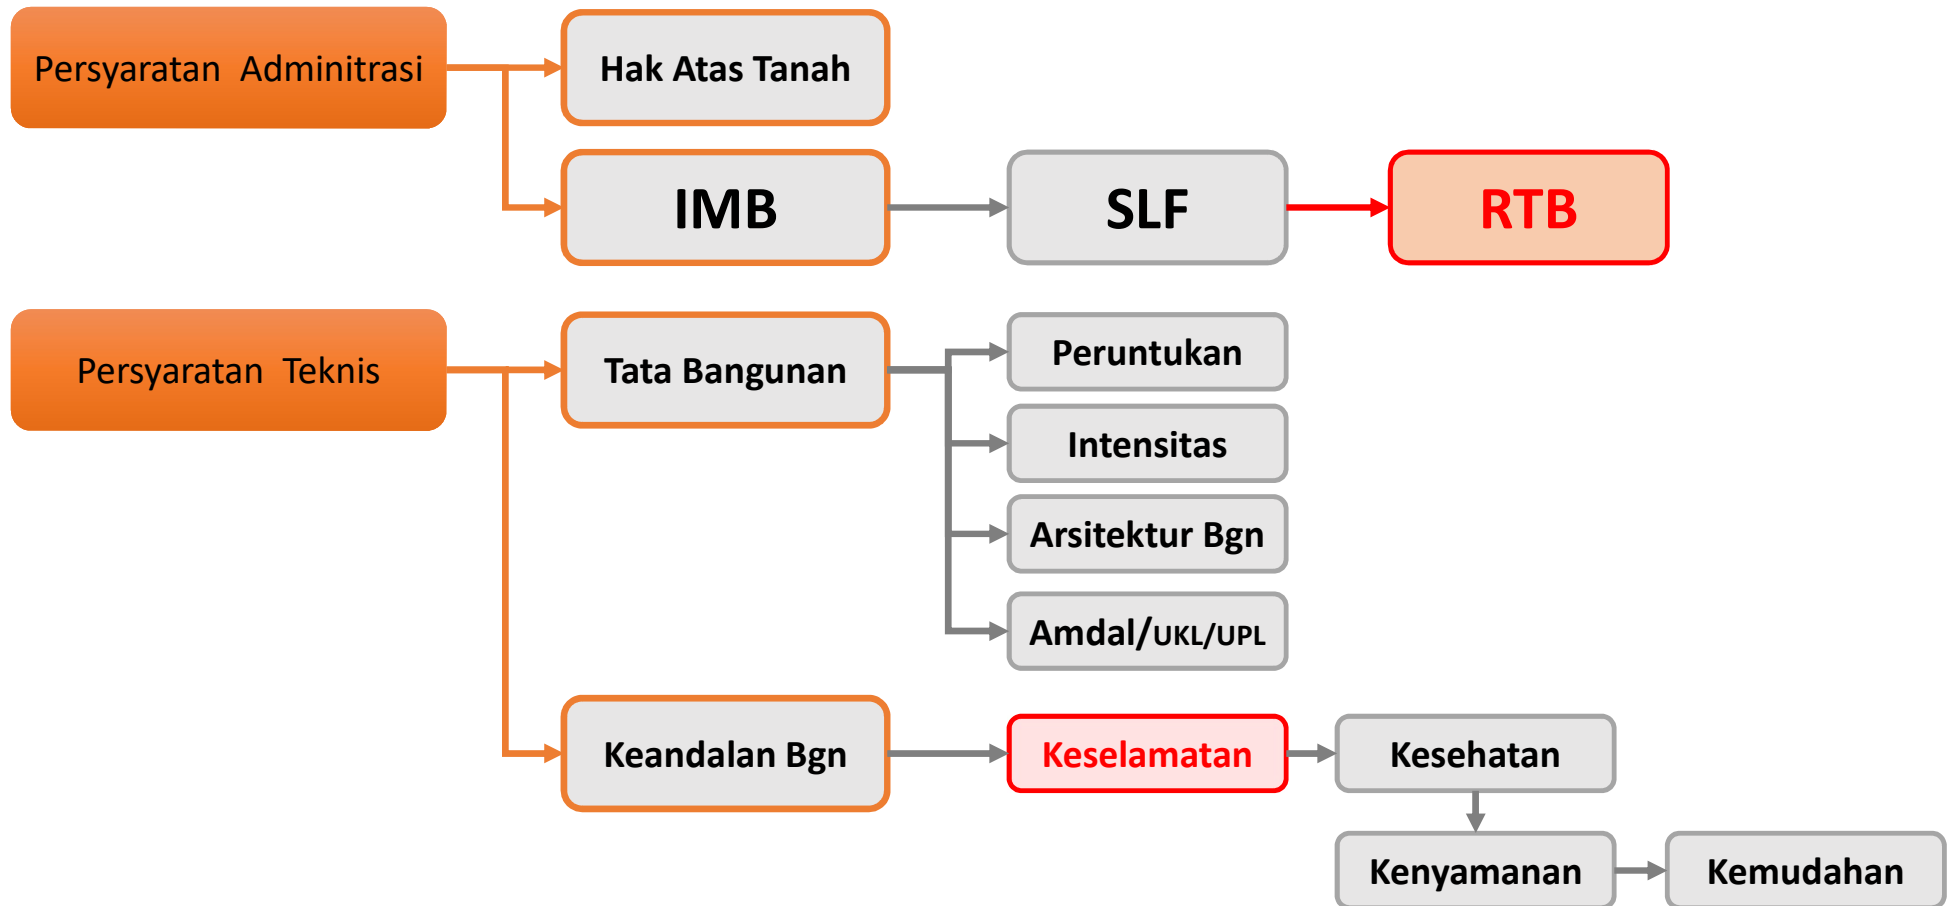 Persyaratan Adminitrasi
Hak Atas Tanah
IMB
SLF
RTB
Persyaratan Teknis
Tata Bangunan
Peruntukan
Intensitas
Arsitektur Bgn
Amdal/UKL/UPL
Keandalan Bgn
Keselamatan
Kesehatan
Kenyamanan
Kemudahan